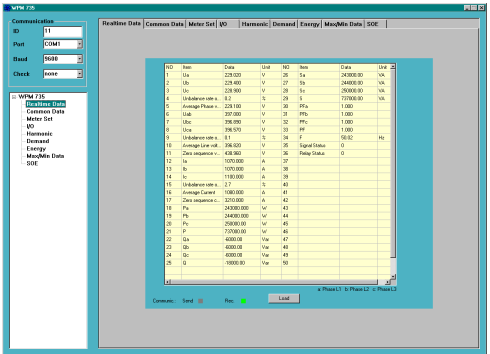 WPM 735
Communication
ID 11
Port COM1
Baud 9600
Check none
WPM 735
Realtime Data
Common Data
Meter Set
I/O
Harmonic
Demand
Energy
Max/Min Data
SOE
Realtime Data Common Data Meter Set I/O Harmonic Demand Energy Max/Min Data SOE
NO Item Data Unit NO Item Data Unit
1 Ua 229.020 V 26 Sa 243000.00 VA
2 Ub 229.400 V 27 Sb 244000.00 VA
3 Uc 228.900 V 28 Sc 250000.00 VA
4 Unbalance rate o... 0.2 % 29 S 737000.00 VA
5 Average Phase v... 229.100 V 30 PFa 1.000
6 Uab 397.000 V 31 PFb 1.000
7 Ubc 396.890 V 32 PFc 1.000
8 Uca 396.570 V 33 PF 1.000
9 Unbalance rate o... 0.1 % 34 F 50.02 Hz
10 Average Line volt... 396.820 V 35 Signal Status 0
11 Zero sequence v... 438.960 V 36 Relay Status 0
12 Ia 1070.000 A 37
13 Ib 1070.000 A 38
14 Ic 1100.000 A 39
15 Unbalance rate o... 2.7 % 40
16 Average Current 1080.000 A 41
17 Zero sequence c... 3210.000 A 42
18 Pa 243000.000 W 43
19 Pb 244000.000 W 44
20 Pc 250000.00 W 45
21 P 737000.00 W 46
22 Qa -6000.00 Var 47
23 Qb -6000.00 Var 48
24 Qc -6000.00 Var 49
25 Q -18000.00 Var 50
a: Phase L1 b: Phase L2 c: Phase L3
Communic.: Send Rec. Load